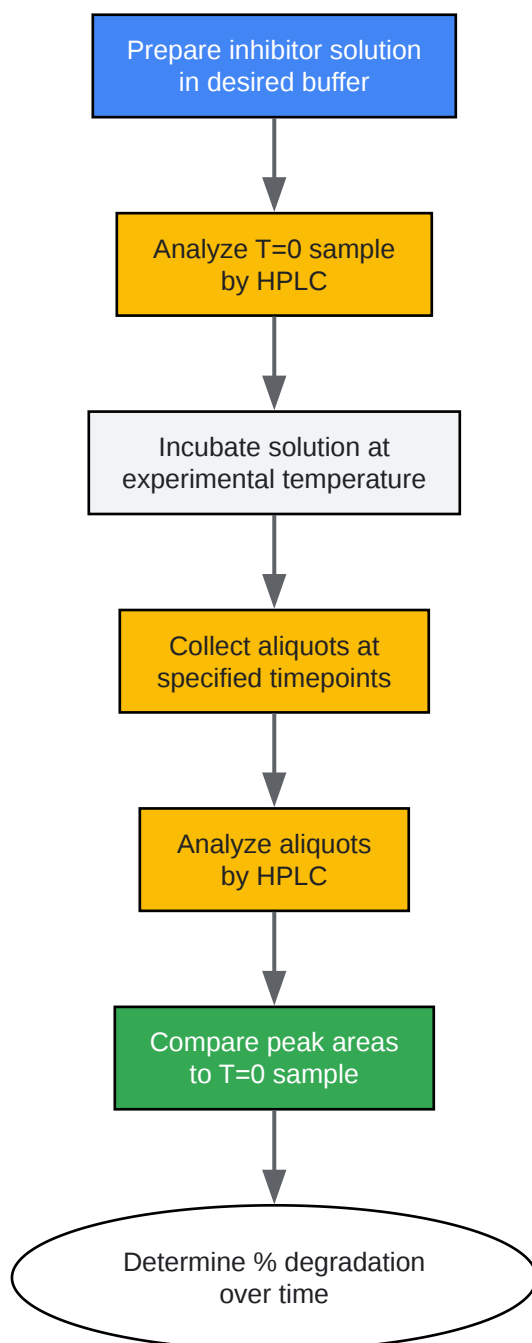 Prepare inhibitor solution
in desired buffer
Analyze T=0 sample
by HPLC
Incubate solution at
experimental temperature
Collect aliquots at
specified timepoints
Analyze aliquots
by HPLC
Compare peak areas
to T=0 sample
Determine % degradation
over time